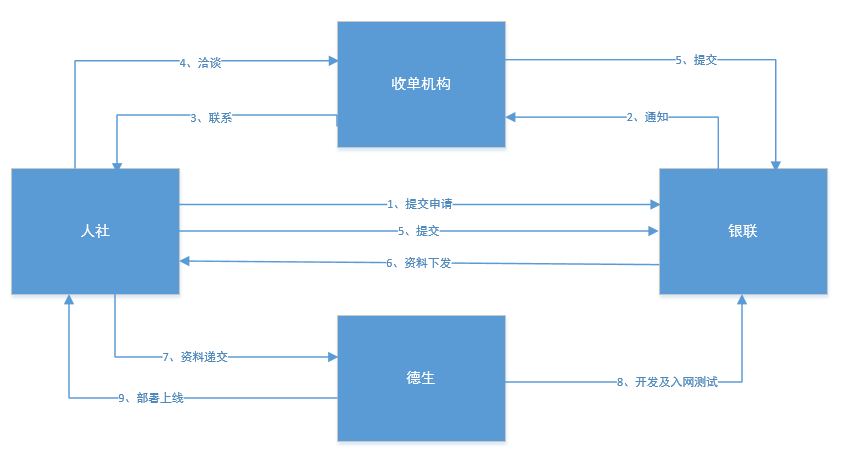 4、洽谈
收单机构
5、提交
3、联系
2、通知
人社
1、提交申请
5、提交
6、资料下发
银联
7、资料递交
德生
8、开发及入网测试
9、部署上线